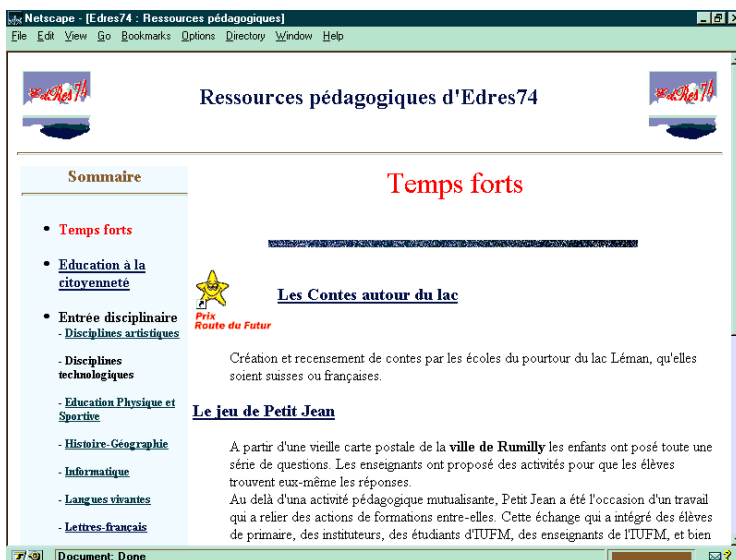 Netscape - [Edres74 : Ressources pédagogiques]
File Edit View Go Bookmarks Options Directory Window Help
edRes74
Ressources pédagogiques d'Edres74
edRes74
Sommaire
• Temps forts
• Education à la
citoyenneté
• Entrée disciplinaire
- Disciplines artistiques
- Disciplines
technologiques
- Education Physique et
Sportive
- Histoire-Géographie
- Informatique
- Langues vivantes
- Lettres-français
Temps forts
Les Contes autour du lac
Prix
Route du Futur
Création et recensement de contes par les écoles du pourtour du lac Léman, qu'elles
soient suisses ou françaises.
Le jeu de Petit Jean
A partir d'une vieille carte postale de la ville de Rumilly les enfants ont posé toute une
série de questions. Les enseignants ont proposé des activités pour que les élèves
trouvent eux-même les réponses.
Au delà d'una activité pédagogique mutualisante, Petit Jean a été l'occasion d'un travail
qui a relier des actions de formations entre-elles. Cette échange qui a intégré des élèves
de primaire, des instituteurs, des étudiants d'IUFM, des enseignants de l'IUFM, et bien
Document: Done